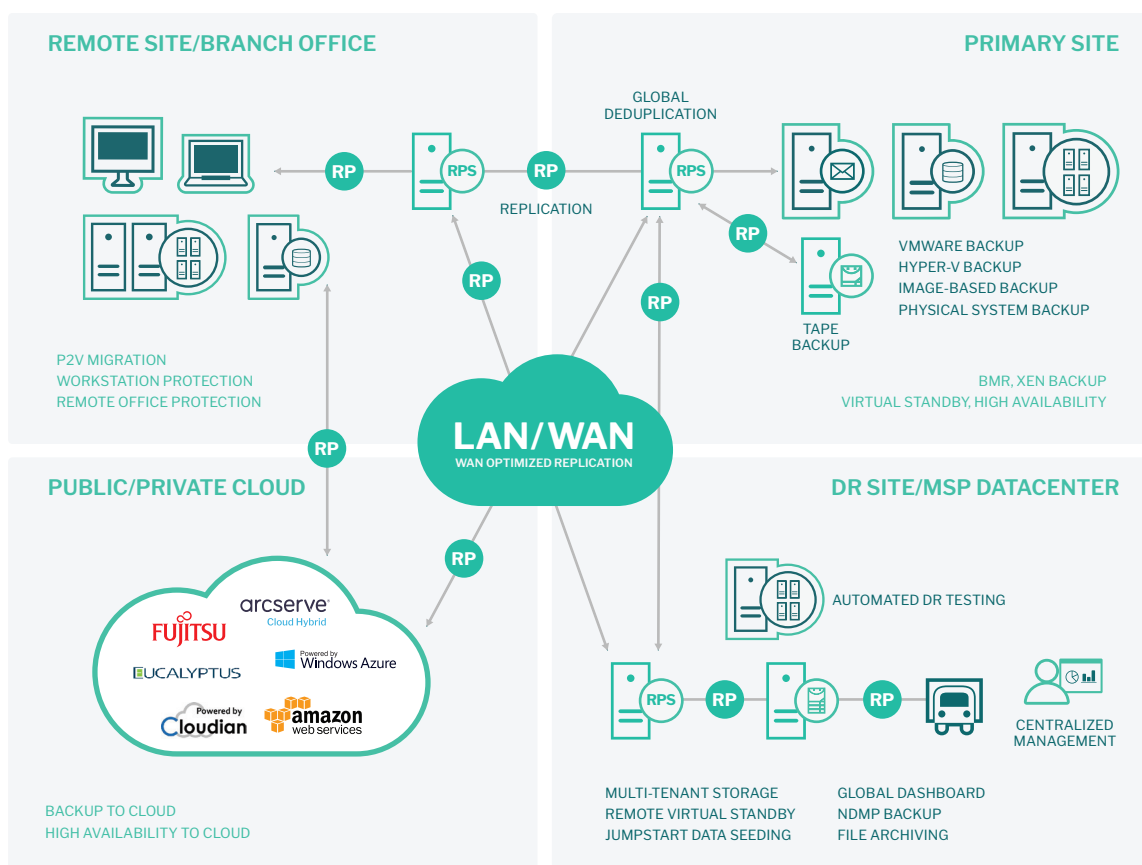 REMOTE SITE/BRANCH OFFICE
RP
RPS
RP
REPLICATION
RP
P2V MIGRATION
WORKSTATION PROTECTION
REMOTE OFFICE PROTECTION
RP
PRIMARY SITE
GLOBAL
DEDUPLICATION
RPS
RP
RP
TAPE
BACKUP
VMWARE BACKUP
HYPER-V BACKUP
IMAGE-BASED BACKUP
PHYSICAL SYSTEM BACKUP
BMR, XEN BACKUP
VIRTUAL STANDBY, HIGH AVAILABILITY
LAN/WAN
WAN OPTIMIZED REPLICATION
PUBLIC/PRIVATE CLOUD
RP
arcserve®
Cloud Hybrid
FUJITSU
Powered by
Windows Azure
EUCALYPTUS
Powered by
Cloudian
amazon
web services
BACKUP TO CLOUD
HIGH AVAILABILITY TO CLOUD
DR SITE/MSP DATACENTER
AUTOMATED DR TESTING
RPS
RP
RP
CENTRALIZED
MANAGEMENT
MULTI-TENANT STORAGE
REMOTE VIRTUAL STANDBY
JUMPSTART DATA SEEDING
GLOBAL DASHBOARD
NDMP BACKUP
FILE ARCHIVING